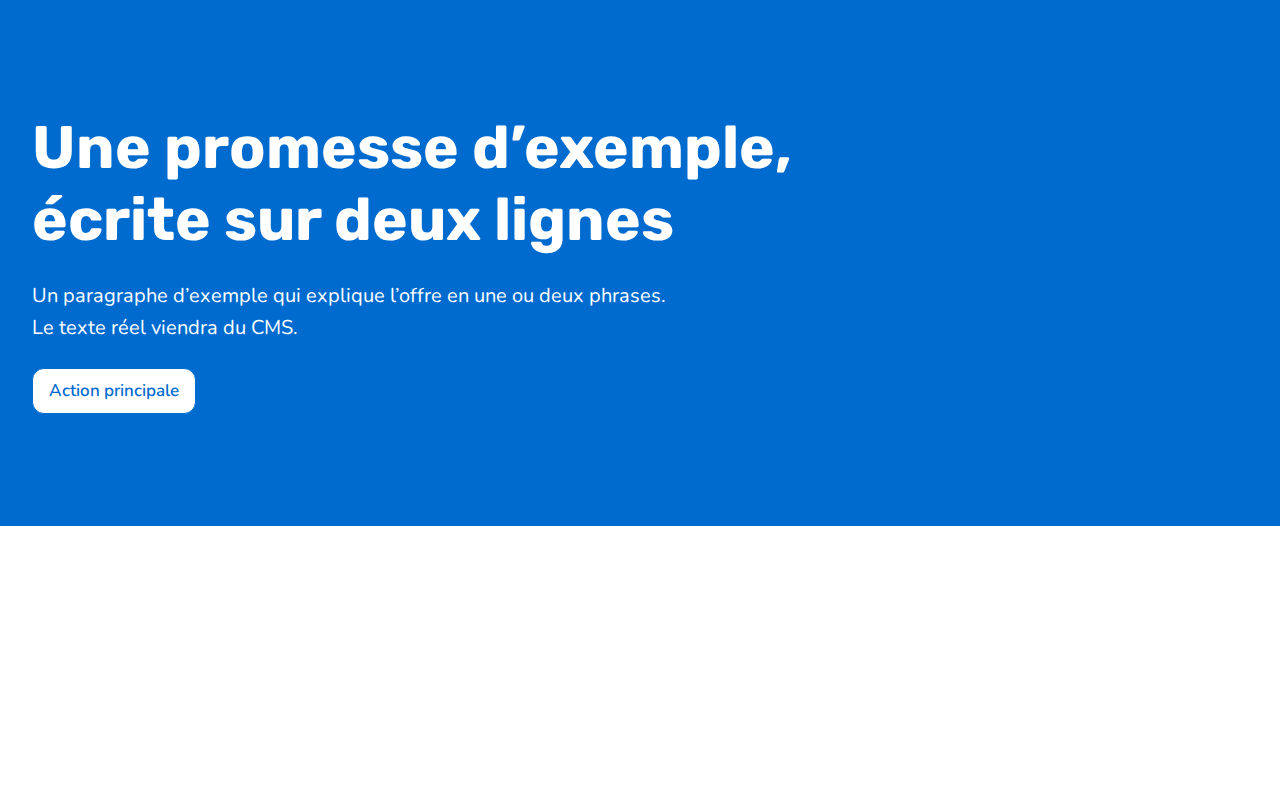 Une promesse d’exemple,
écrite sur deux lignes
Un paragraphe d’exemple qui explique l’offre en une ou deux phrases.
Le texte réel viendra du CMS.
Action principale